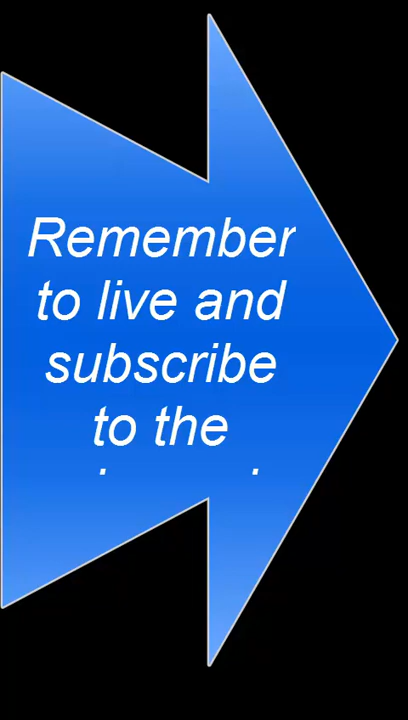 Remember
to live and
subscribe
to the